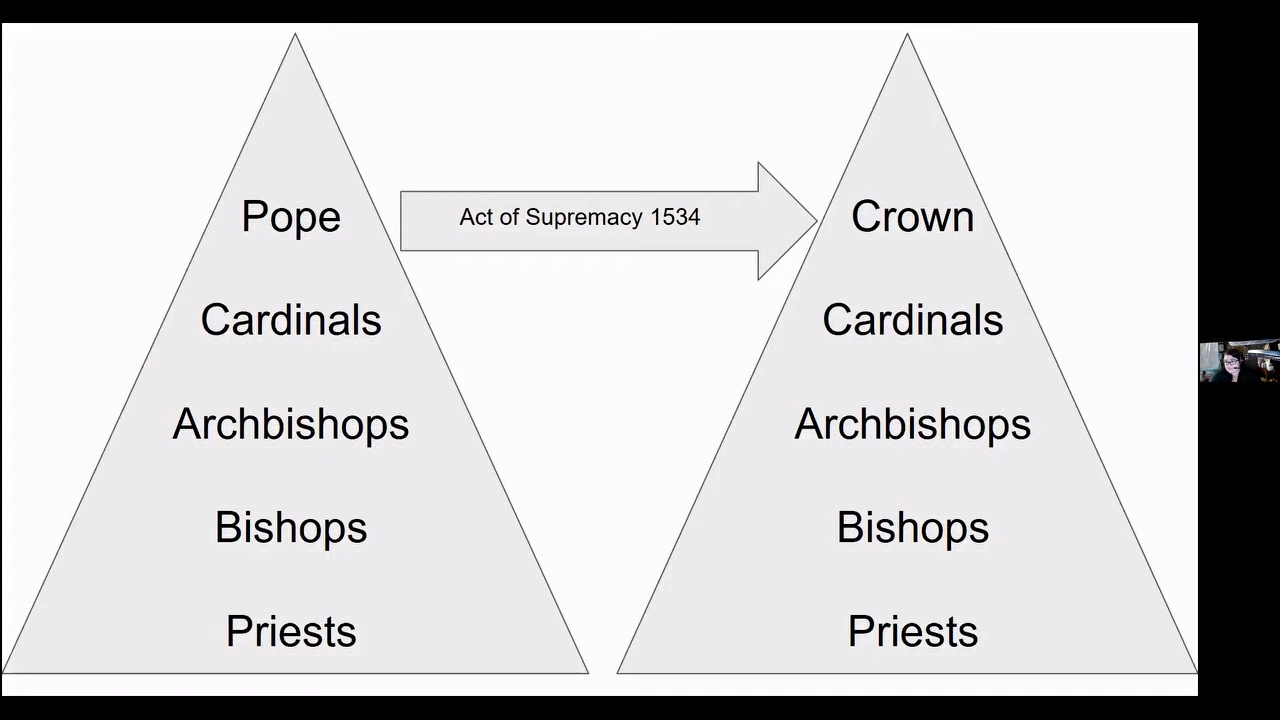 Pope
Cardinals
Archbishops
Bishops
Priests
Act of Supremacy 1534
Crown
Cardinals
Archbishops
Bishops
Priests